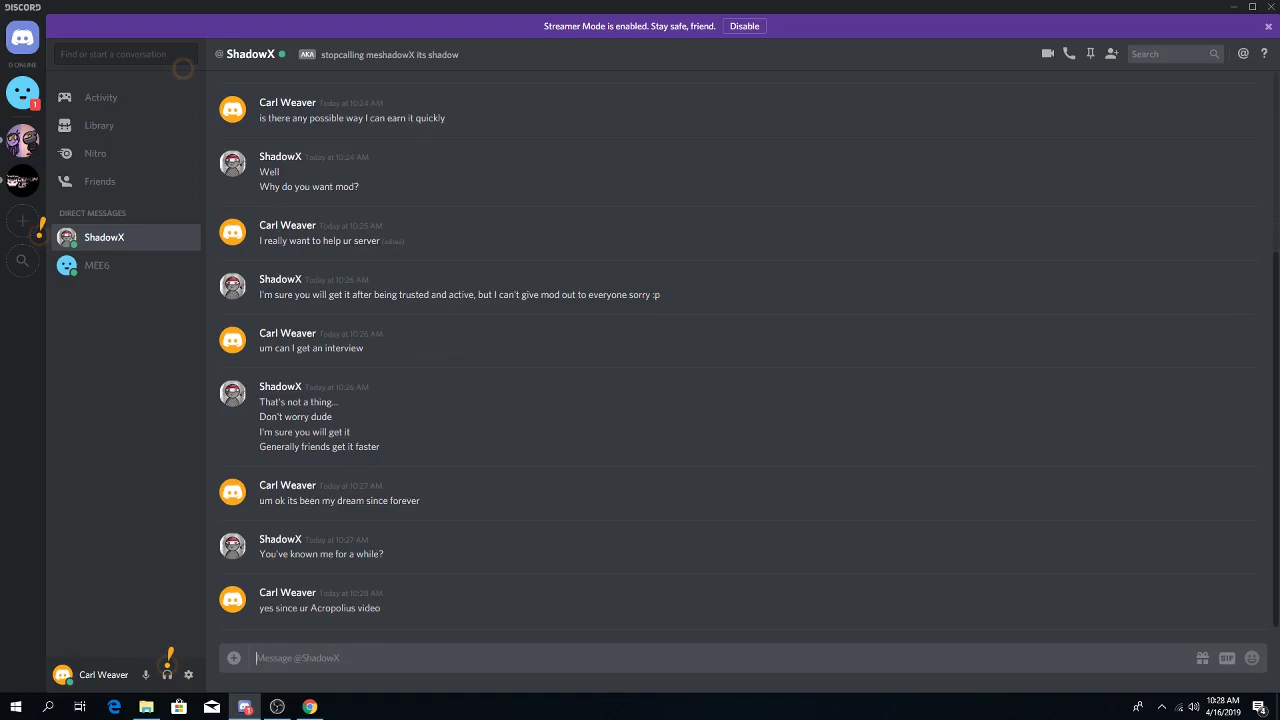 DISCORD
Streamer Mode is enabled. Stay safe, friend.
Disable
0 ONLINE
1
Find or start a conversation
Activity
Library
Nitro
Friends
DIRECT MESSAGES
ShadowX
MEE6
Carl Weaver
@ ShadowX AKA stopcalling meshadowX its shadow
Search
Carl Weaver Today at 10:24 AM
is there any possible way I can earn it quickly
ShadowX Today at 10:24 AM
Well
Why do you want mod?
Carl Weaver Today at 10:25 AM
I really want to help ur server (edited)
ShadowX Today at 10:26 AM
I'm sure you will get it after being trusted and active, but I can't give mod out to everyone sorry :p
Carl Weaver Today at 10:26 AM
um can I get an interview
ShadowX Today at 10:26 AM
That's not a thing...
Don't worry dude
I'm sure you will get it
Generally friends get it faster
Carl Weaver Today at 10:27 AM
um ok its been my dream since forever
ShadowX Today at 10:27 AM
You've known me for a while?
Carl Weaver Today at 10:28 AM
yes since ur Acropolius video
Message @ShadowX
GIF
1
10:28 AM
4/16/2019
4